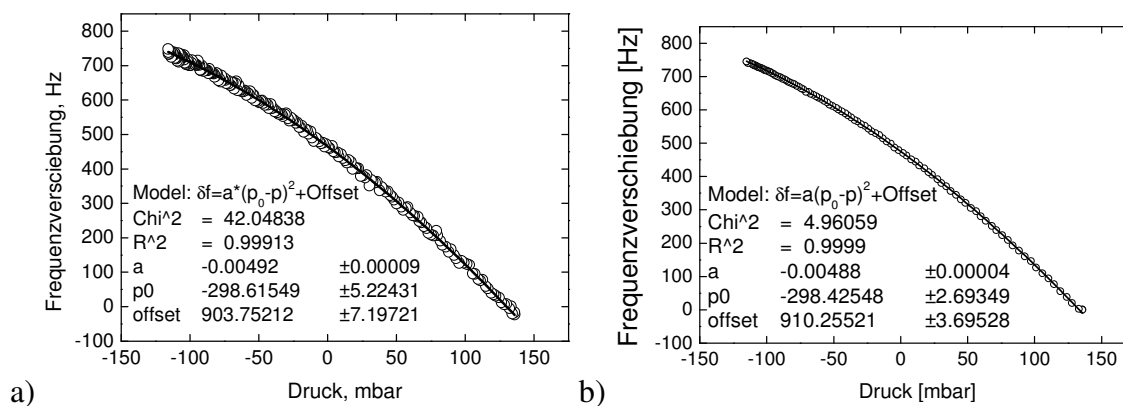 800
700
600
500
400
300
200
100
0
-100
Frequenzversciebung, Hz
Model: δf=a*(p₀-p)²+Offset
Chi^2 = 42.04838
R^2 = 0.99913
a -0.00492 ±0.00009
p0 -298.61549 ±5.22431
offset 903.75212 ±7.19721
-150 -100 -50 0 50 100 150
Druck, mbar
a)
800
700
600
500
400
300
200
100
0
-100
Frequenzverschiebung [Hz]
Model: δf=a(p₀-p)²+Offset
Chi^2 = 4.96059
R^2 = 0.9999
a -0.00488 ±0.00004
p0 -298.42548 ±2.69349
offset 910.25521 ±3.69528
-150 -100 -50 0 50 100 150
Druck [mbar]
b)